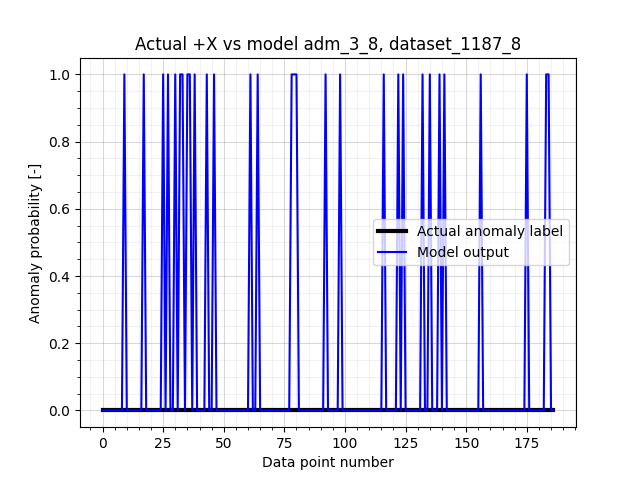 Actual +X vs model adm_3_8, dataset_1187_8
1.0
0.8
0.6
0.4
0.2
0.0
Anomaly probability [-]
Actual anomaly label
Model output
0 25 50 75 100 125 150 175
Data point number